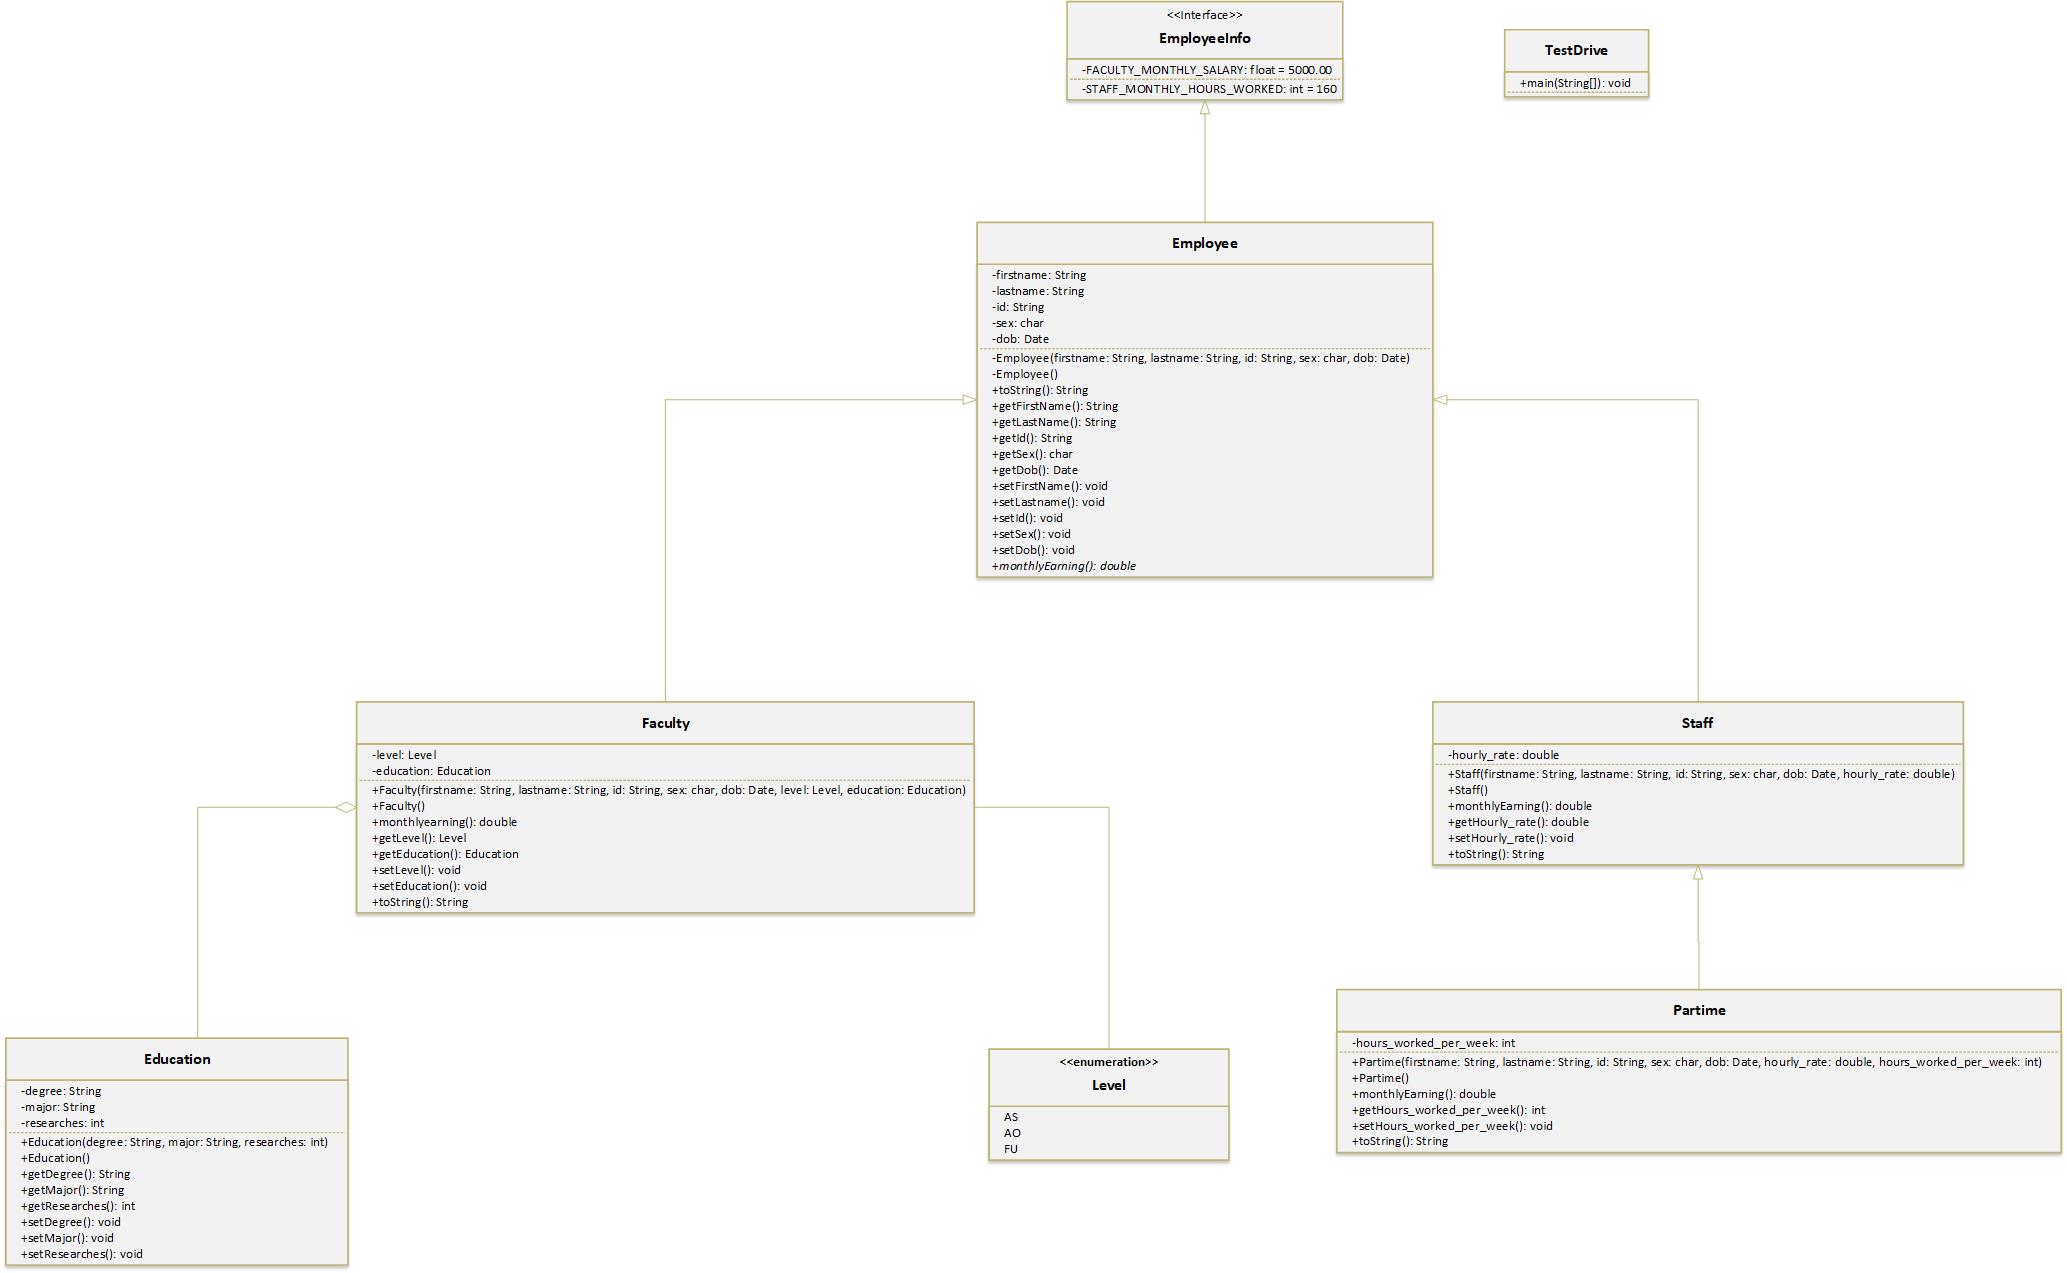 <<Interface>>
EmployeeInfo
-FACULTY_MONTHLY_SALARY: float = 5000.00
-STAFF_MONTHLY_HOURS_WORKED: int = 160
TestDrive
+main(String[]): void
Employee
-firstname: String
-lastname: String
-id: String
-sex: char
-dob: Date
-Employee(firstname: String, lastname: String, id: String, sex: char, dob: Date)
-Employee()
+toString(): String
+getFirstName(): String
+getLastName(): String
+getId(): String
+getSex(): char
+getDob(): Date
+setFirstName(): void
+setLastname(): void
+setId(): void
+setSex(): void
+setDob(): void
+monthlyEarning(): double
Faculty
-level: Level
-education: Education
+Faculty(firstname: String, lastname: String, id: String, sex: char, dob: Date, level: Level, education: Education)
+Faculty()
+monthlyearning(): double
+getLevel(): Level
+getEducation(): Education
+setLevel(): void
+setEducation(): void
+toString(): String
Staff
-hourly_rate: double
+Staff(firstname: String, lastname: String, id: String, sex: char, dob: Date, hourly_rate: double)
+Staff()
+monthlyEarning(): double
+getHourly_rate(): double
+setHourly_rate(): void
+toString(): String
Education
-degree: String
-major: String
-researches: int
+Education(degree: String, major: String, researches: int)
+Education()
+getDegree(): String
+getMajor(): String
+getResearches(): int
+setDegree(): void
+setMajor(): void
+setResearches(): void
<<enumeration>>
Level
AS
AO
FU
Partime
-hours_worked_per_week: int
+Partime(firstname: String, lastname: String, id: String, sex: char, dob: Date, hourly_rate: double, hours_worked_per_week: int)
+Partime()
+monthlyEarning(): double
+getHours_worked_per_week(): int
+setHours_worked_per_week(): void
+toString(): String